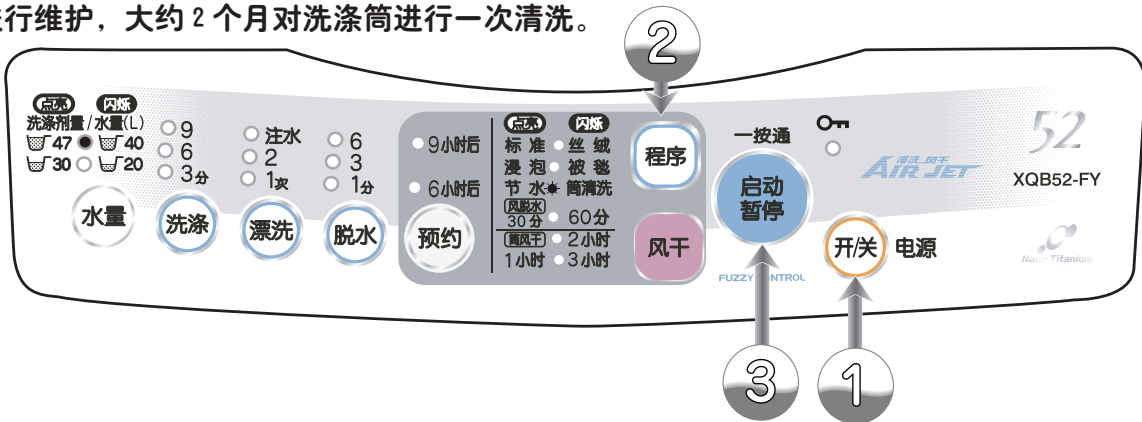 行维护，大约2个月对洗涤筒进行一次清洗。
2
点亮 闪烁
洗涤剂量/水量(L)
47 40
30 20
水量
9
6
3分
洗涤
注水
2
1次
漂洗
6
3
1分
脱水
9小时后
6小时后
预约
点亮 闪烁
标准 丝绒
浸泡 被毯
节水 筒清洗
风脱水
30分 60分
筒风干 2小时
1小时 3小时
程序
风干
一按通
启动
暂停
FUZZY CONTROL
清洗 风干
AIR JET
开/关 电源
52
XQB52-FY
Nano Titanium
3
1